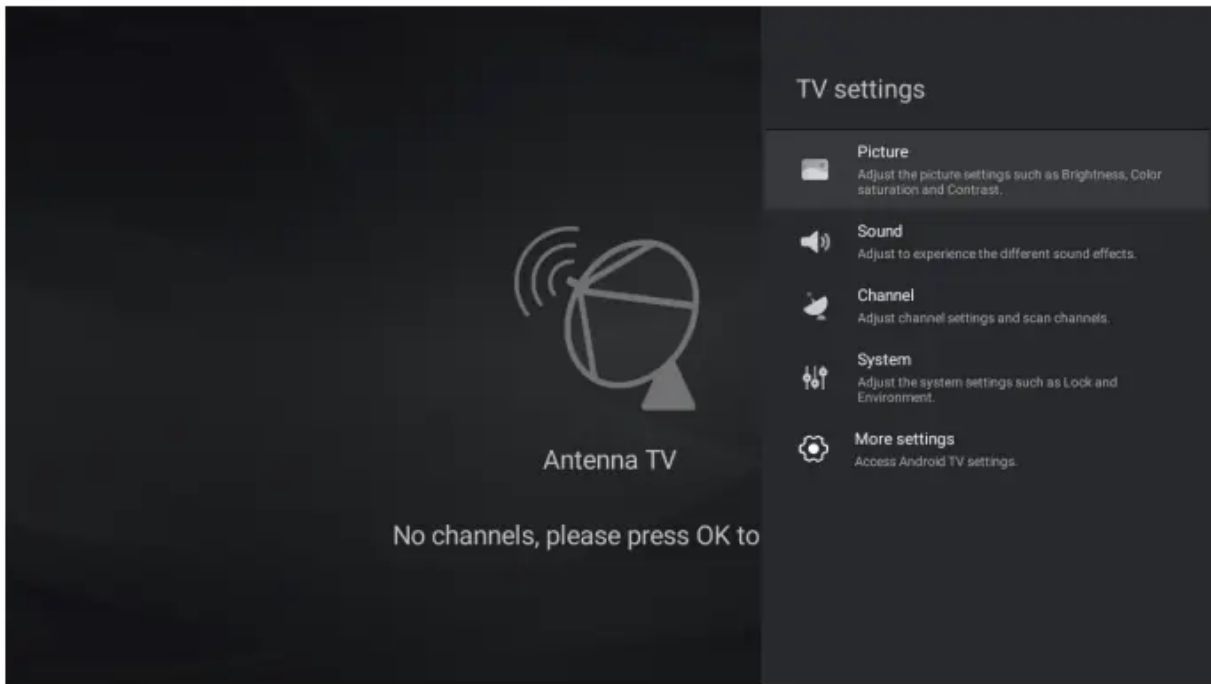 TV settings
Picture
Adjust the picture settings such as Brightness, Color
saturation and Contrast.
Sound
Adjust to experience the different sound effects.
Channel
Adjust channel settings and scan channels.
System
Adjust the system settings such as Lock and
Environment.
More settings
Access Android TV settings.
Antenna TV
No channels, please press OK to